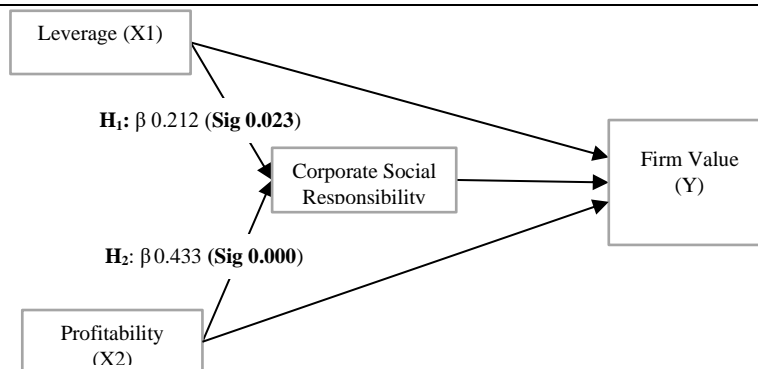 Leverage (X1)
H₁: β 0.212 (Sig 0.023)
Corporate Social
Responsibility
Firm Value
(Y)
H₂: β 0.433 (Sig 0.000)
Profitability
(X2)